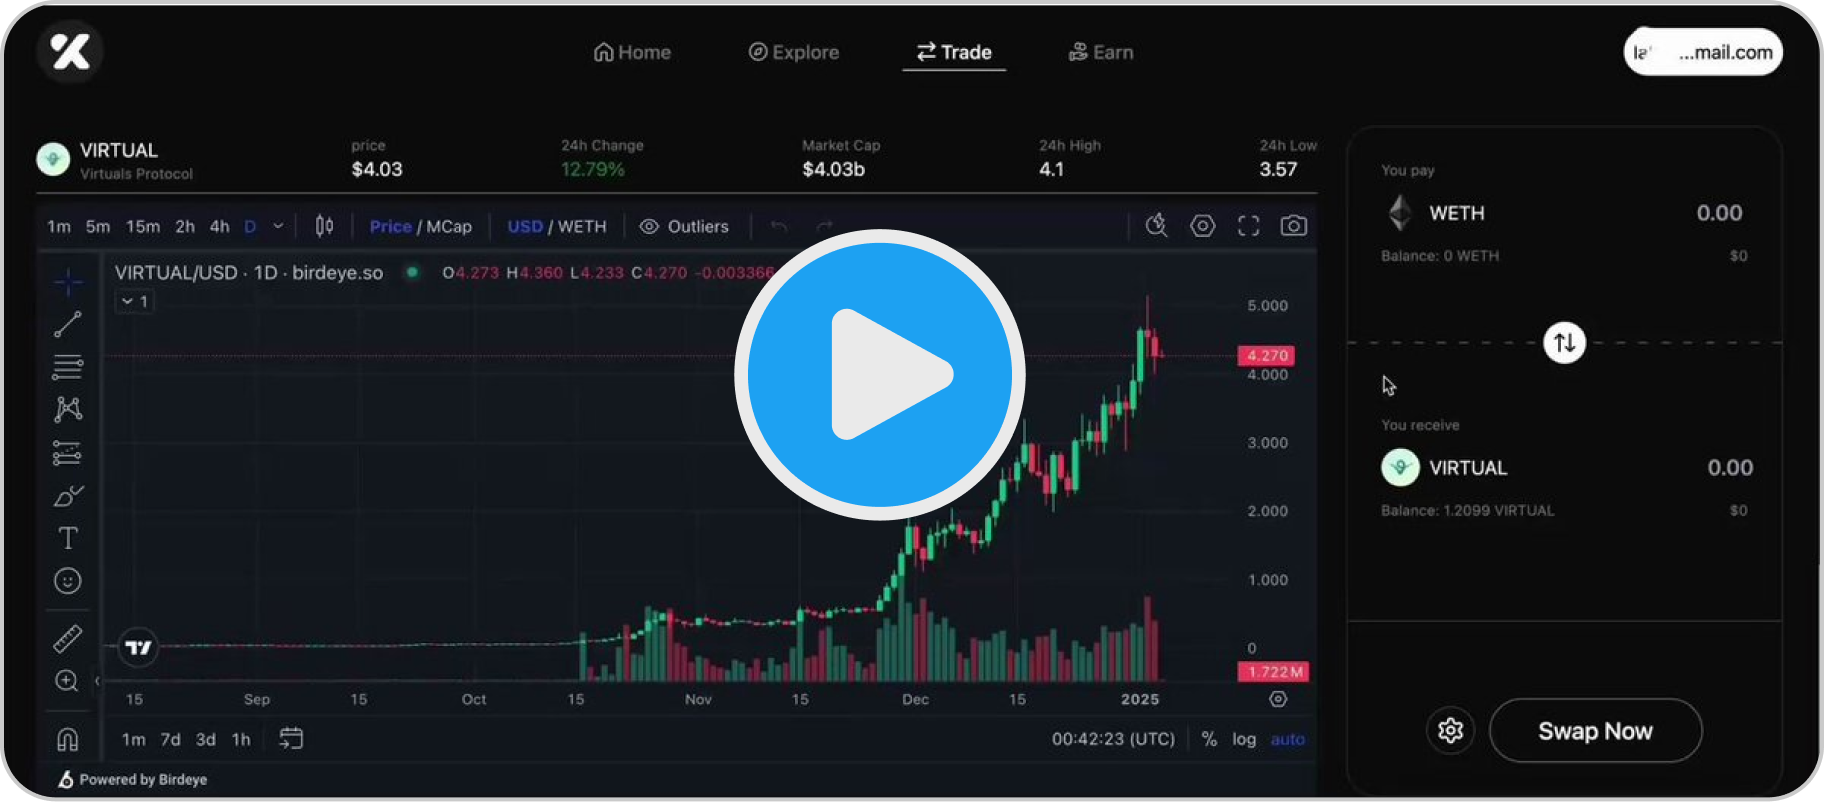 Home Explore Trade Earn
...mail.com
VIRTUAL
Virtuals Protocol
price
$4.03
24h Change
12.79%
Market Cap
$4.03b
24h High
4.1
24h Low
3.57
1m 5m 15m 2h 4h D Price / MCap USD / WETH Outliers
VIRTUAL/USD · 1D · birdeye.so O4.273 H4.360 L4.233 C4.270 -0.003366
1
5.000
4.270
4.000
3.000
2.000
1.000
0
1.722M
15 Sep 15 Oct 15 Nov 15 Dec 15 2025
1m 7d 3d 1h 00:42:23 (UTC) % log auto
Powered by Birdeye
You pay
WETH 0.00
Balance: 0 WETH $0
You receive
VIRTUAL 0.00
Balance: 1.2099 VIRTUAL $0
Swap Now